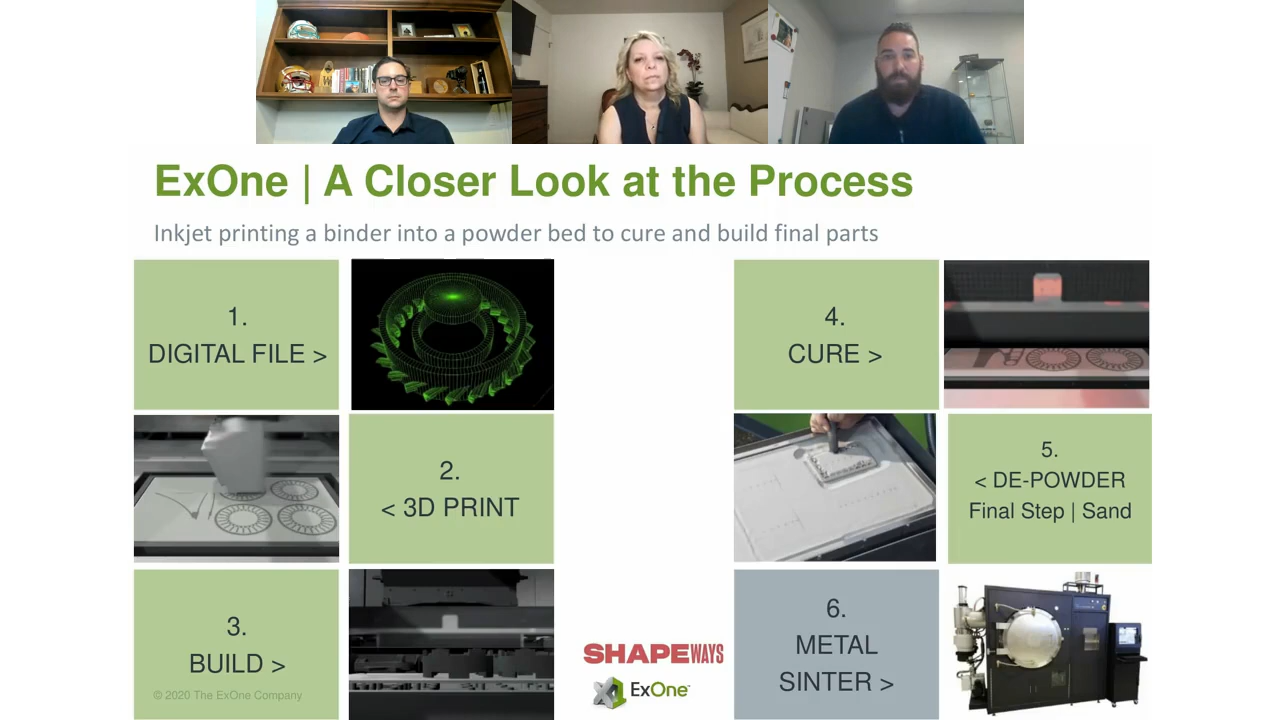 ExOne | A Closer Look at the Process
Inkjet printing a binder into a powder bed to cure and build final parts
1.
DIGITAL FILE >
2.
< 3D PRINT
3.
BUILD >
© 2020 The ExOne Company
4.
CURE >
5.
< DE-POWDER
Final Step | Sand
6.
METAL
SINTER >
SHAPEWAYS
ExOne™